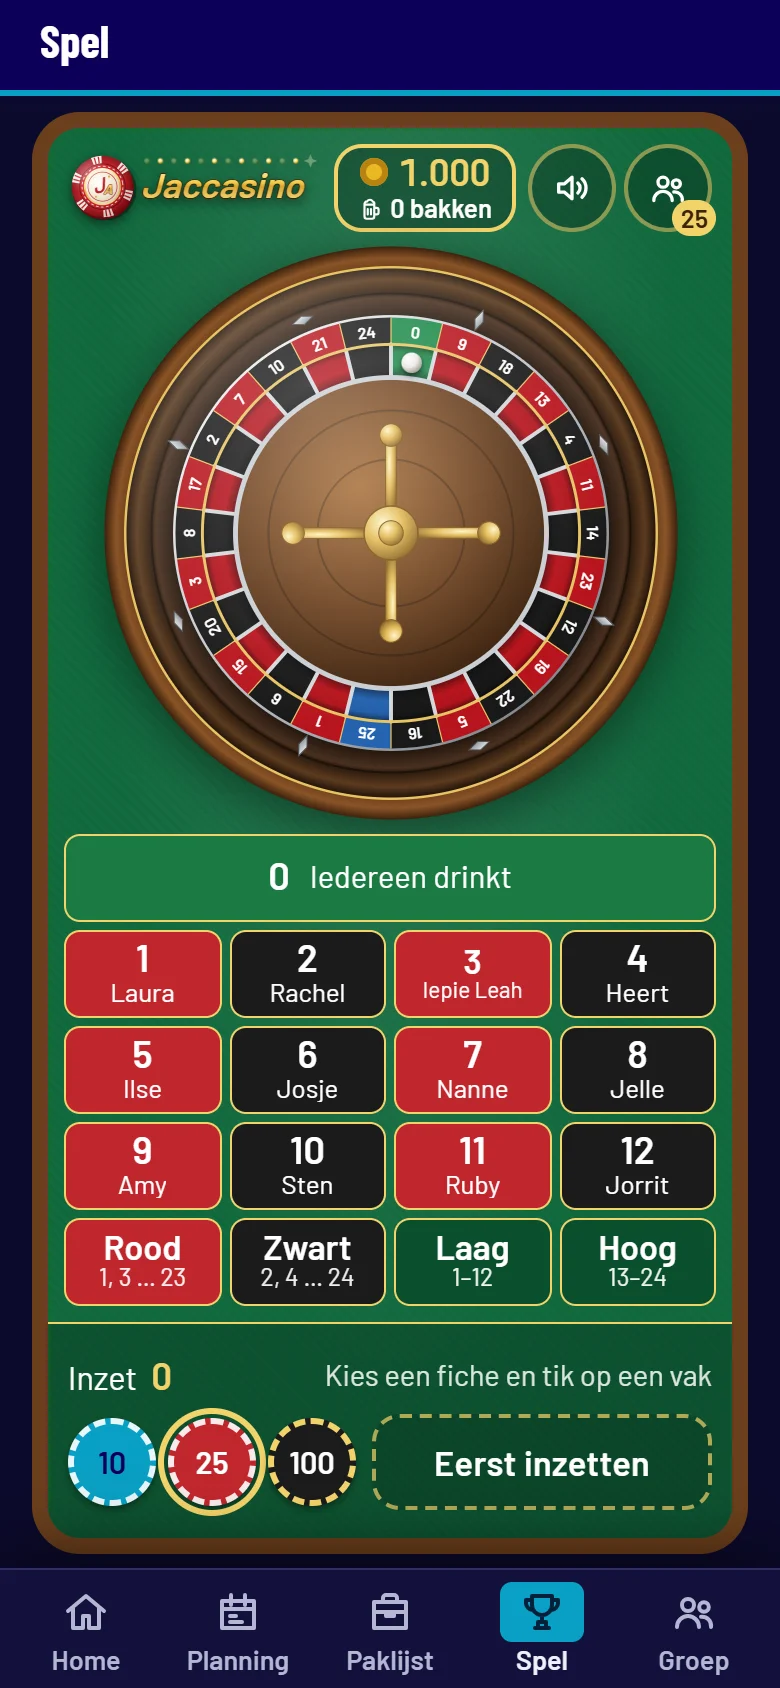 Spel
Jaccasino
JA
1.000
0 bakken
25
0
9
18
13
4
11
14
23
12
19
22
5
16
25
1
6
15
20
3
8
17
2
7
10
21
24
0 Iedereen drinkt
1
Laura
2
Rachel
3
Iepie Leah
4
Heert
5
Ilse
6
Josje
7
Nanne
8
Jelle
9
Amy
10
Sten
11
Ruby
12
Jorrit
Rood
1, 3 ... 23
Zwart
2, 4 ... 24
Laag
1–12
Hoog
13–24
Inzet 0
Kies een fiche en tik op een vak
10
25
100
Eerst inzetten
Home
Planning
Paklijst
Spel
Groep